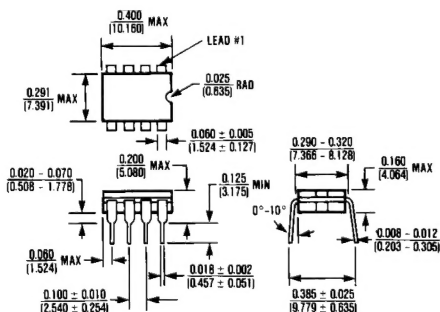 0.400
(10.160) MAX
LEAD #1
0.291
(7.391) MAX
0.025
(0.635) RAD
0.060 ± 0.005
(1.524 ± 0.127)
0.290 - 0.320
(7.366 - 8.128)
0.020 - 0.070
(0.508 - 1.778)
0.200
(5.080) MAX
0.125
(3.175) MIN
0.160
(4.064) MAX
0°-10°
0.008 - 0.012
(0.203 - 0.305)
0.060
(1.524) MAX
0.018 ± 0.002
(0.457 ± 0.051)
0.100 ± 0.010
(2.540 ± 0.254)
0.385 ± 0.025
(9.779 ± 0.635)